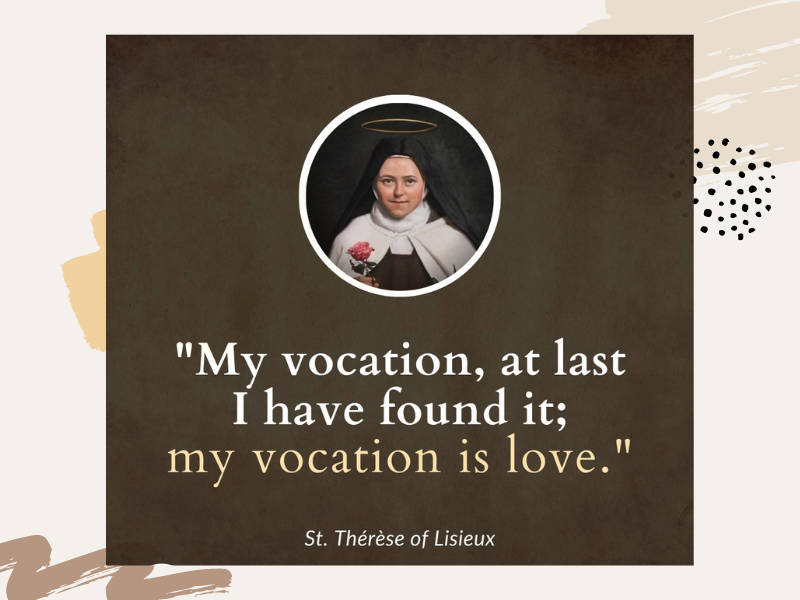 "My vocation, at last
I have found it;
my vocation is love."
St. Thérèse of Lisieux